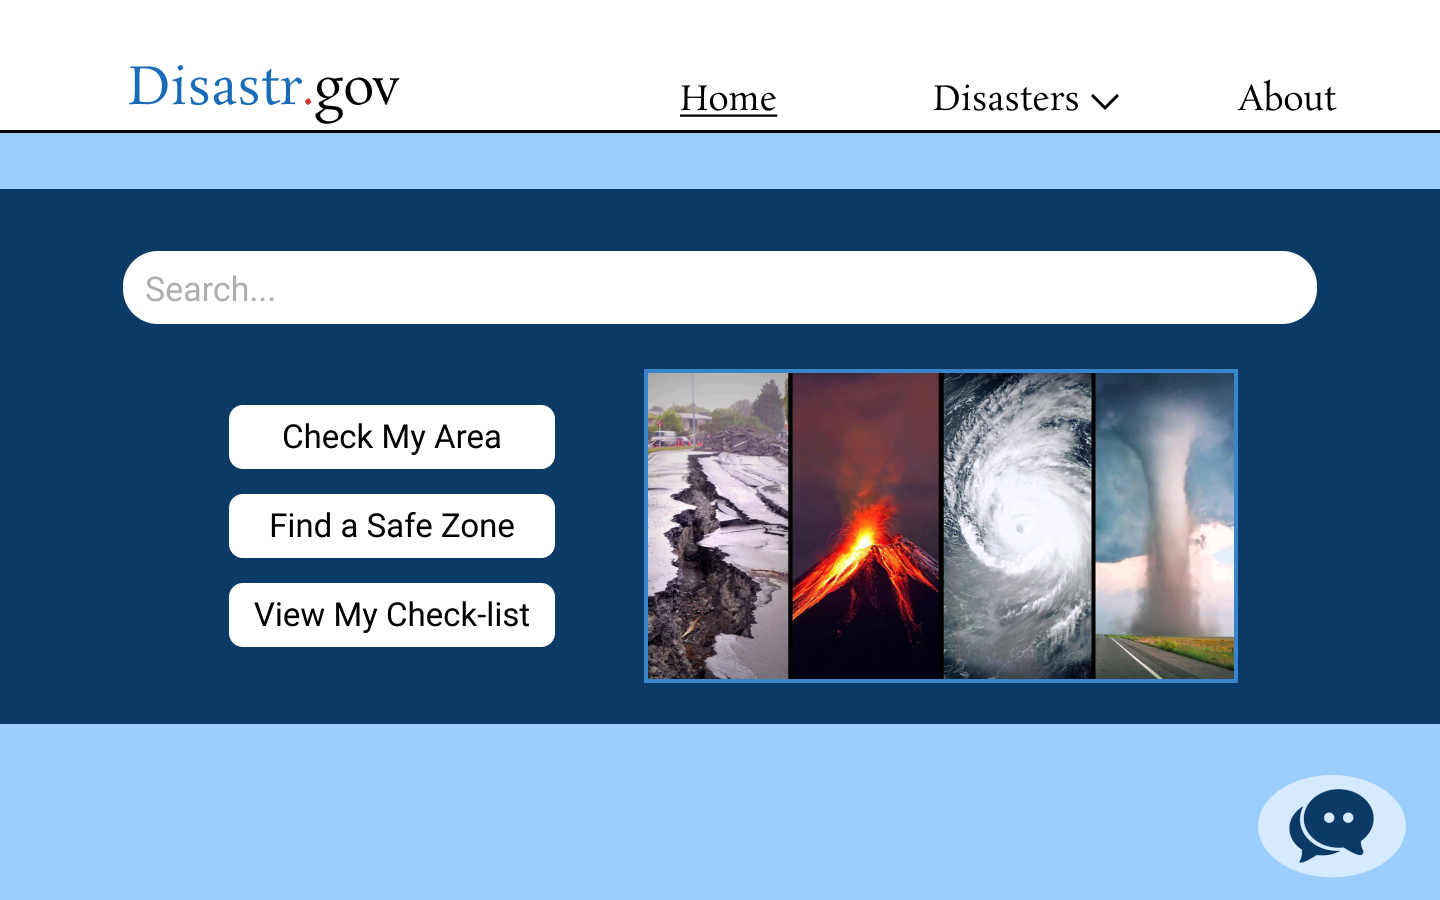 Disastr.gov
Home
Disasters
About
Search...
Check My Area
Find a Safe Zone
View My Check-list